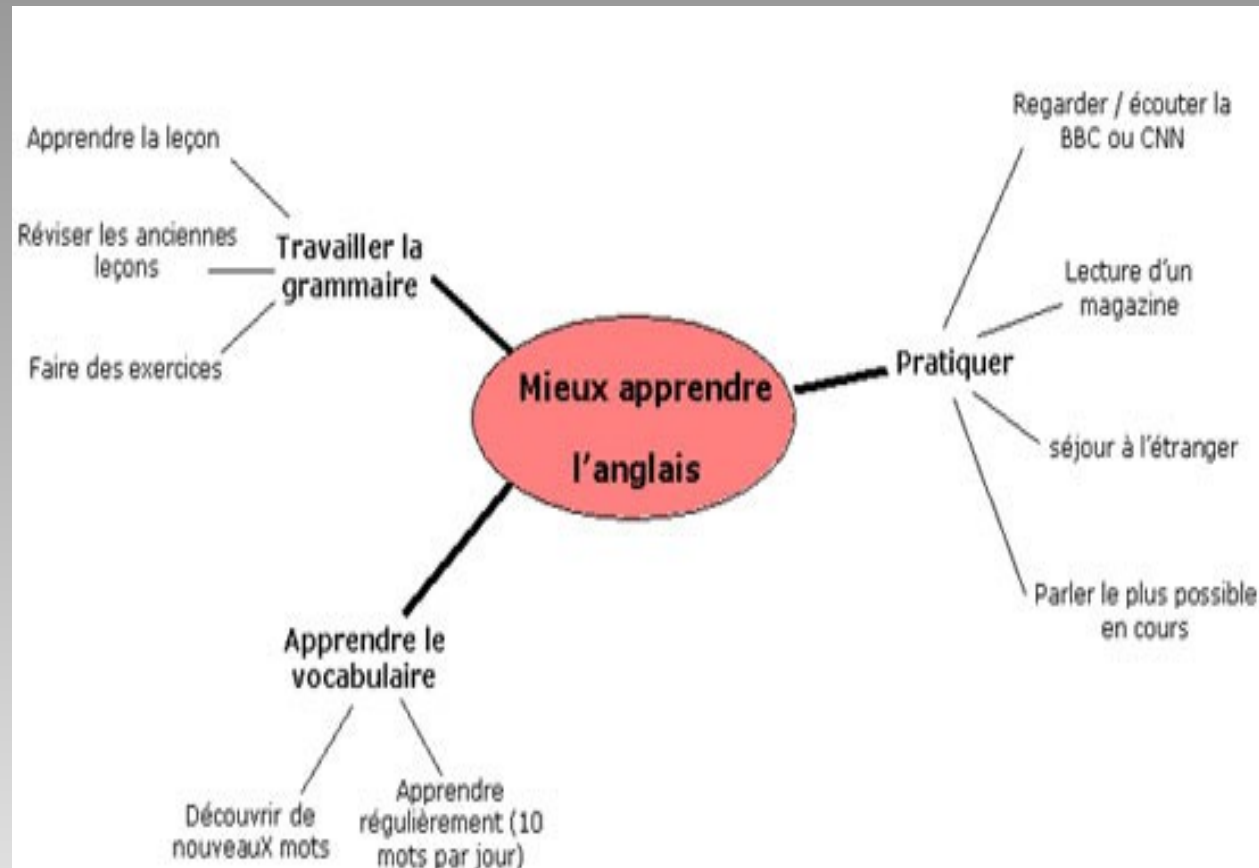 Mieux apprendre
l'anglais
Travailler la
grammaire
Apprendre la leçon
Réviser les anciennes
leçons
Faire des exercices
Pratiquer
Regarder / écouter la
BBC ou CNN
Lecture d'un
magazine
séjour à l'étranger
Parler le plus possible
en cours
Apprendre le
vocabulaire
Découvrir de
nouveauX mots
Apprendre
régulièrement (10
mots par jour)